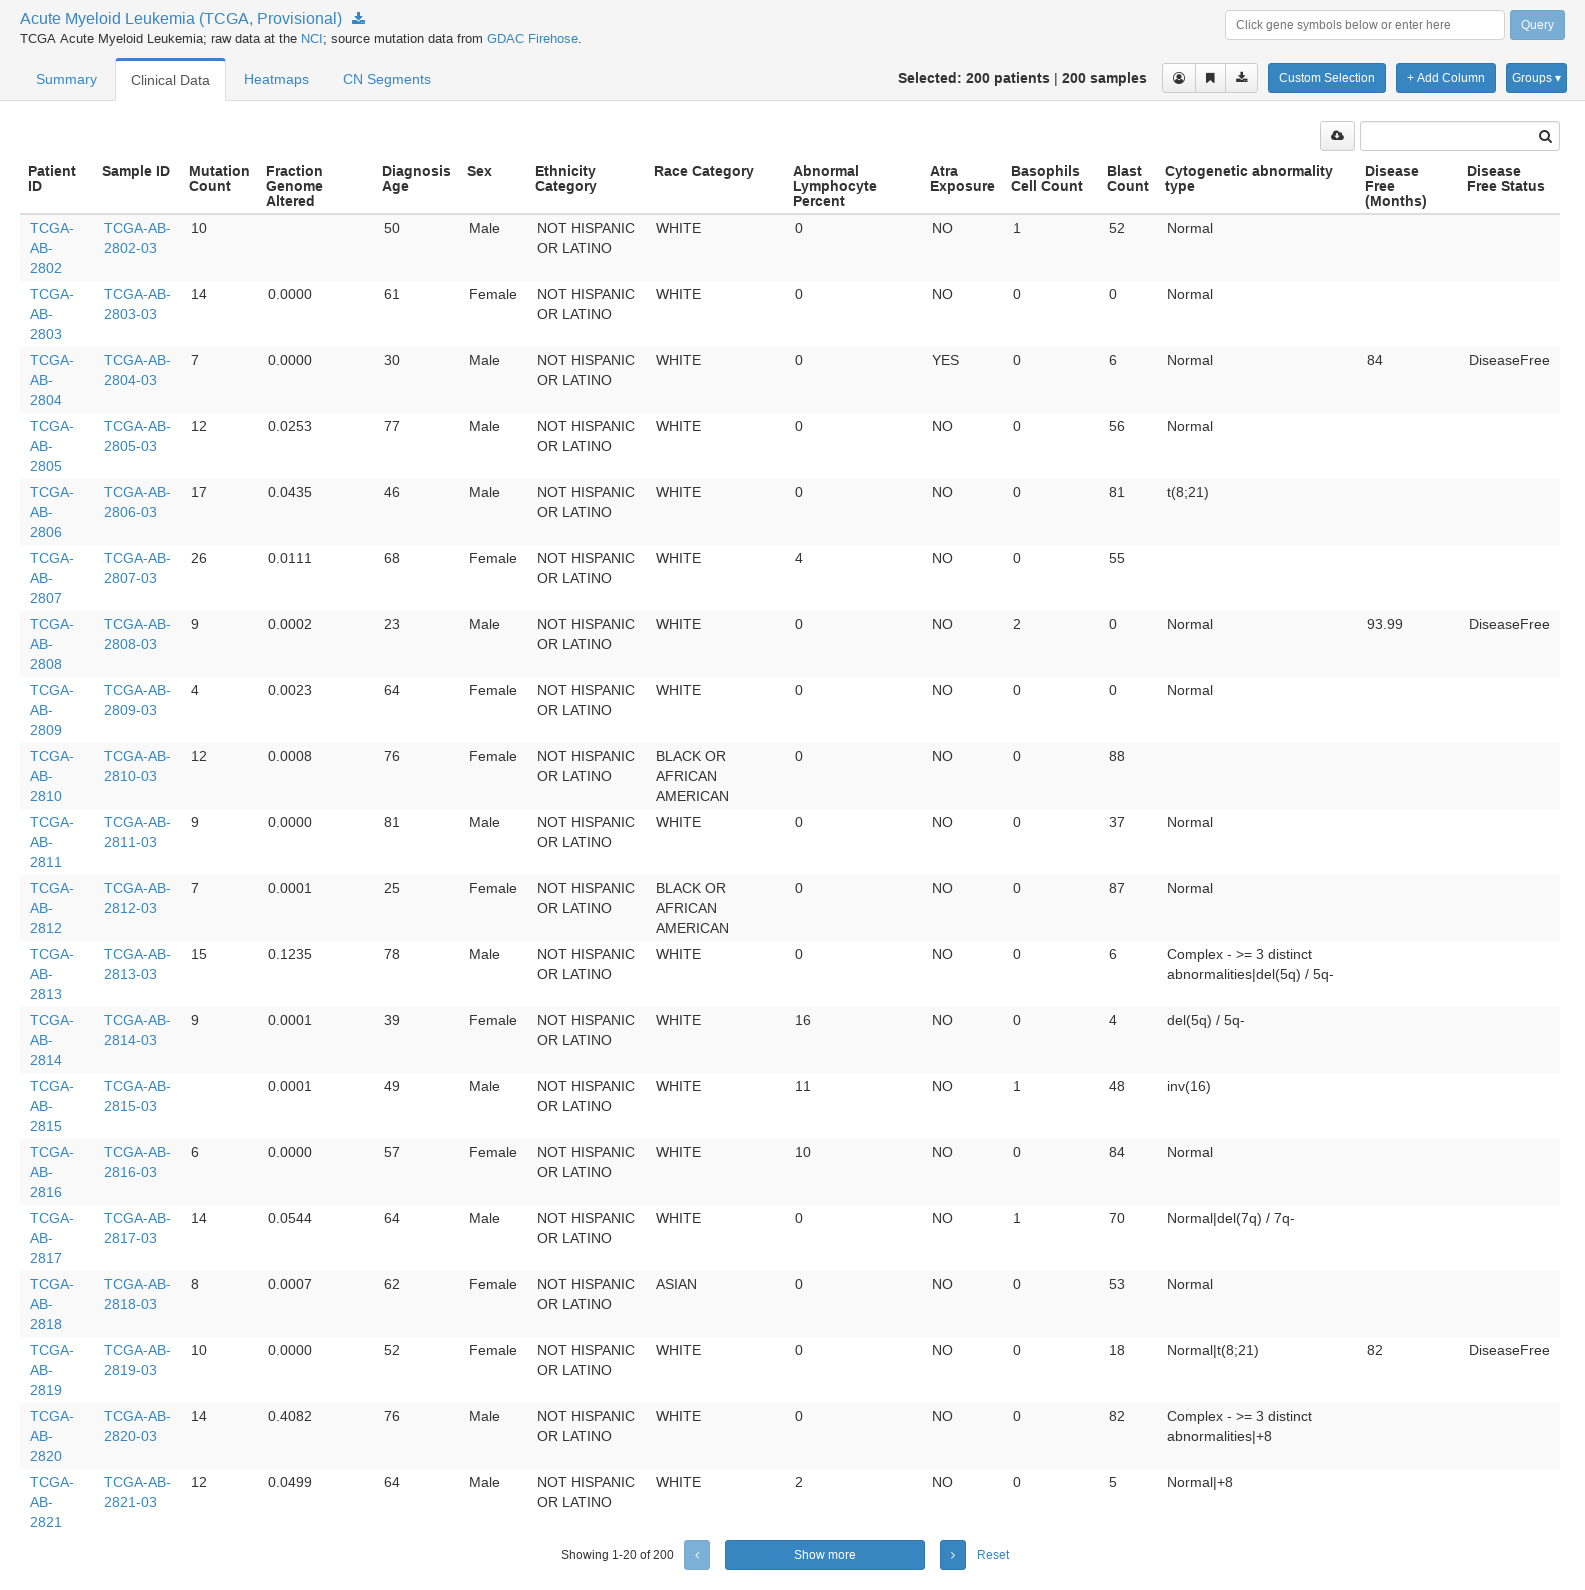 Acute Myeloid Leukemia (TCGA, Provisional)
TCGA Acute Myeloid Leukemia; raw data at the NCI; source mutation data from GDAC Firehose.
Click gene symbols below or enter here Query
Summary Clinical Data Heatmaps CN Segments Selected: 200 patients | 200 samples Custom Selection + Add Column Groups ▾
Patient ID Sample ID Mutation Count Fraction Genome Altered Diagnosis Age Sex Ethnicity Category Race Category Abnormal Lymphocyte Percent Atra Exposure Basophils Cell Count Blast Count Cytogenetic abnormality type Disease Free (Months) Disease Free Status
TCGA-AB-2802 TCGA-AB-2802-03 10 50 Male NOT HISPANIC OR LATINO WHITE 0 NO 1 52 Normal
TCGA-AB-2803 TCGA-AB-2803-03 14 0.0000 61 Female NOT HISPANIC OR LATINO WHITE 0 NO 0 0 Normal
TCGA-AB-2804 TCGA-AB-2804-03 7 0.0000 30 Male NOT HISPANIC OR LATINO WHITE 0 YES 0 6 Normal 84 DiseaseFree
TCGA-AB-2805 TCGA-AB-2805-03 12 0.0253 77 Male NOT HISPANIC OR LATINO WHITE 0 NO 0 56 Normal
TCGA-AB-2806 TCGA-AB-2806-03 17 0.0435 46 Male NOT HISPANIC OR LATINO WHITE 0 NO 0 81 t(8;21)
TCGA-AB-2807 TCGA-AB-2807-03 26 0.0111 68 Female NOT HISPANIC OR LATINO WHITE 4 NO 0 55
TCGA-AB-2808 TCGA-AB-2808-03 9 0.0002 23 Male NOT HISPANIC OR LATINO WHITE 0 NO 2 0 Normal 93.99 DiseaseFree
TCGA-AB-2809 TCGA-AB-2809-03 4 0.0023 64 Female NOT HISPANIC OR LATINO WHITE 0 NO 0 0 Normal
TCGA-AB-2810 TCGA-AB-2810-03 12 0.0008 76 Female NOT HISPANIC OR LATINO BLACK OR AFRICAN AMERICAN 0 NO 0 88
TCGA-AB-2811 TCGA-AB-2811-03 9 0.0000 81 Male NOT HISPANIC OR LATINO WHITE 0 NO 0 37 Normal
TCGA-AB-2812 TCGA-AB-2812-03 7 0.0001 25 Female NOT HISPANIC OR LATINO BLACK OR AFRICAN AMERICAN 0 NO 0 87 Normal
TCGA-AB-2813 TCGA-AB-2813-03 15 0.1235 78 Male NOT HISPANIC OR LATINO WHITE 0 NO 0 6 Complex - >= 3 distinct abnormalities|del(5q) / 5q-
TCGA-AB-2814 TCGA-AB-2814-03 9 0.0001 39 Female NOT HISPANIC OR LATINO WHITE 16 NO 0 4 del(5q) / 5q-
TCGA-AB-2815 TCGA-AB-2815-03 0.0001 49 Male NOT HISPANIC OR LATINO WHITE 11 NO 1 48 inv(16)
TCGA-AB-2816 TCGA-AB-2816-03 6 0.0000 57 Female NOT HISPANIC OR LATINO WHITE 10 NO 0 84 Normal
TCGA-AB-2817 TCGA-AB-2817-03 14 0.0544 64 Male NOT HISPANIC OR LATINO WHITE 0 NO 1 70 Normal|del(7q) / 7q-
TCGA-AB-2818 TCGA-AB-2818-03 8 0.0007 62 Female NOT HISPANIC OR LATINO ASIAN 0 NO 0 53 Normal
TCGA-AB-2819 TCGA-AB-2819-03 10 0.0000 52 Female NOT HISPANIC OR LATINO WHITE 0 NO 0 18 Normal|t(8;21) 82 DiseaseFree
TCGA-AB-2820 TCGA-AB-2820-03 14 0.4082 76 Male NOT HISPANIC OR LATINO WHITE 0 NO 0 82 Complex - >= 3 distinct abnormalities|+8
TCGA-AB-2821 TCGA-AB-2821-03 12 0.0499 64 Male NOT HISPANIC OR LATINO WHITE 2 NO 0 5 Normal|+8
Showing 1-20 of 200 ‹ Show more › Reset